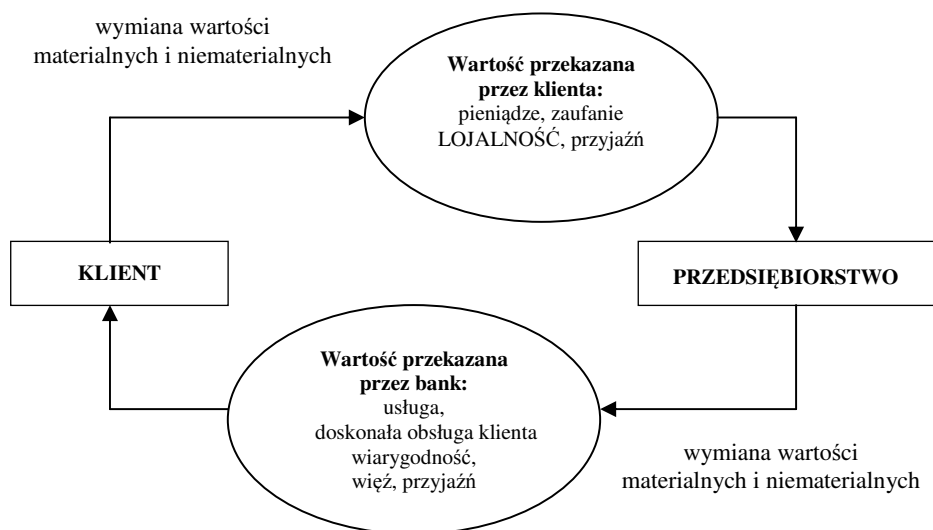 wymiana wartości
materialnych i niematerialnych
Wartość przekazana
przez klienta:
pieniądze, zaufanie
LOJALNOŚĆ, przyjaźń
KLIENT
PRZEDSIĘBIORSTWO
Wartość przekazana
przez bank:
usługa,
doskonała obsługa klienta
wiarygodność,
więź, przyjaźń
wymiana wartości
materialnych i niematerialnych